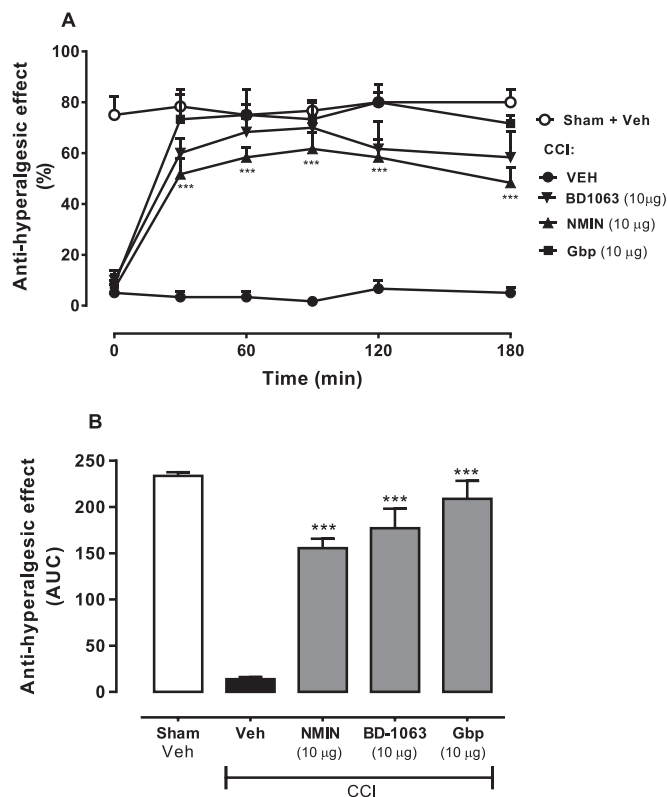 A
Anti-hyperalgesic effect
(%)
100
80
60
40
20
0
*** *** *** *** ***
0 60 120 180
Time (min)
Sham + Veh
CCI:
VEH
BD1063 (10μg)
NMIN (10 μg)
Gbp (10 μg)
B
Anti-hyperalgesic effect
(AUC)
250
200
150
100
50
0
*** *** ***
Sham Veh NMIN BD-1063 Gbp
Veh (10 μg) (10 μg) (10 μg)
CCI